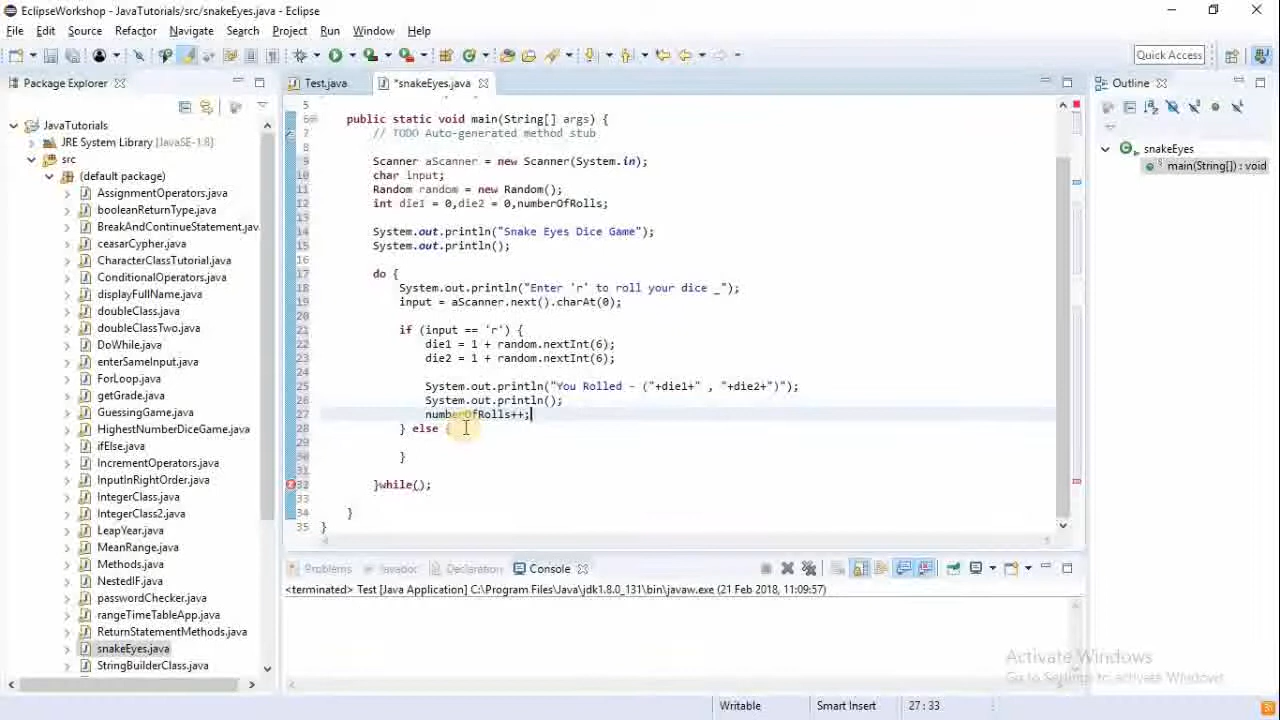 EclipseWorkshop - JavaTutorials/src/snakeEyes.java - Eclipse
File Edit Source Refactor Navigate Search Project Run Window Help
Quick Access
Package Explorer
Test.java *snakeEyes.java
Outline
JavaTutorials
JRE System Library [JavaSE-1.8]
src
(default package)
AssignmentOperators.java
booleanReturnType.java
BreakAndContinueStatement.java
ceasarCypher.java
CharacterClassTutorial.java
ConditionalOperators.java
displayFullName.java
doubleClass.java
doubleClassTwo.java
DoWhile.java
enterSameInput.java
ForLoop.java
getGrade.java
GuessingGame.java
HighestNumberDiceGame.java
ifElse.java
IncrementOperators.java
InputInRightOrder.java
IntegerClass.java
IntegerClass2.java
LeapYear.java
MeanRange.java
Methods.java
NestedIF.java
passwordChecker.java
rangeTimeTableApp.java
ReturnStatementMethods.java
snakeEyes.java
StringBuilderClass.java
5
6 public static void main(String[] args) {
7 // TODO Auto-generated method stub
8
9 Scanner aScanner = new Scanner(System.in);
10 char input;
11 Random random = new Random();
12 int die1 = 0,die2 = 0,numberOfRolls;
13
14 System.out.println("Snake Eyes Dice Game");
15 System.out.println();
16
17 do {
18 System.out.println("Enter 'r' to roll your dice _");
19 input = aScanner.next().charAt(0);
20
21 if (input == 'r') {
22 die1 = 1 + random.nextInt(6);
23 die2 = 1 + random.nextInt(6);
24
25 System.out.println("You Rolled - ("+die1+" , "+die2+")");
26 System.out.println();
27 numberOfRolls++;
28 } else {
29
30 }
31
32 }while();
33
34 }
35 }
snakeEyes
main(String[]) : void
Problems Javadoc Declaration Console
<terminated> Test [Java Application] C:\Program Files\Java\jdk1.8.0_131\bin\javaw.exe (21 Feb 2018, 11:09:57)
Activate Windows
Go to Settings to activate Windows.
Writable Smart Insert 27 : 33